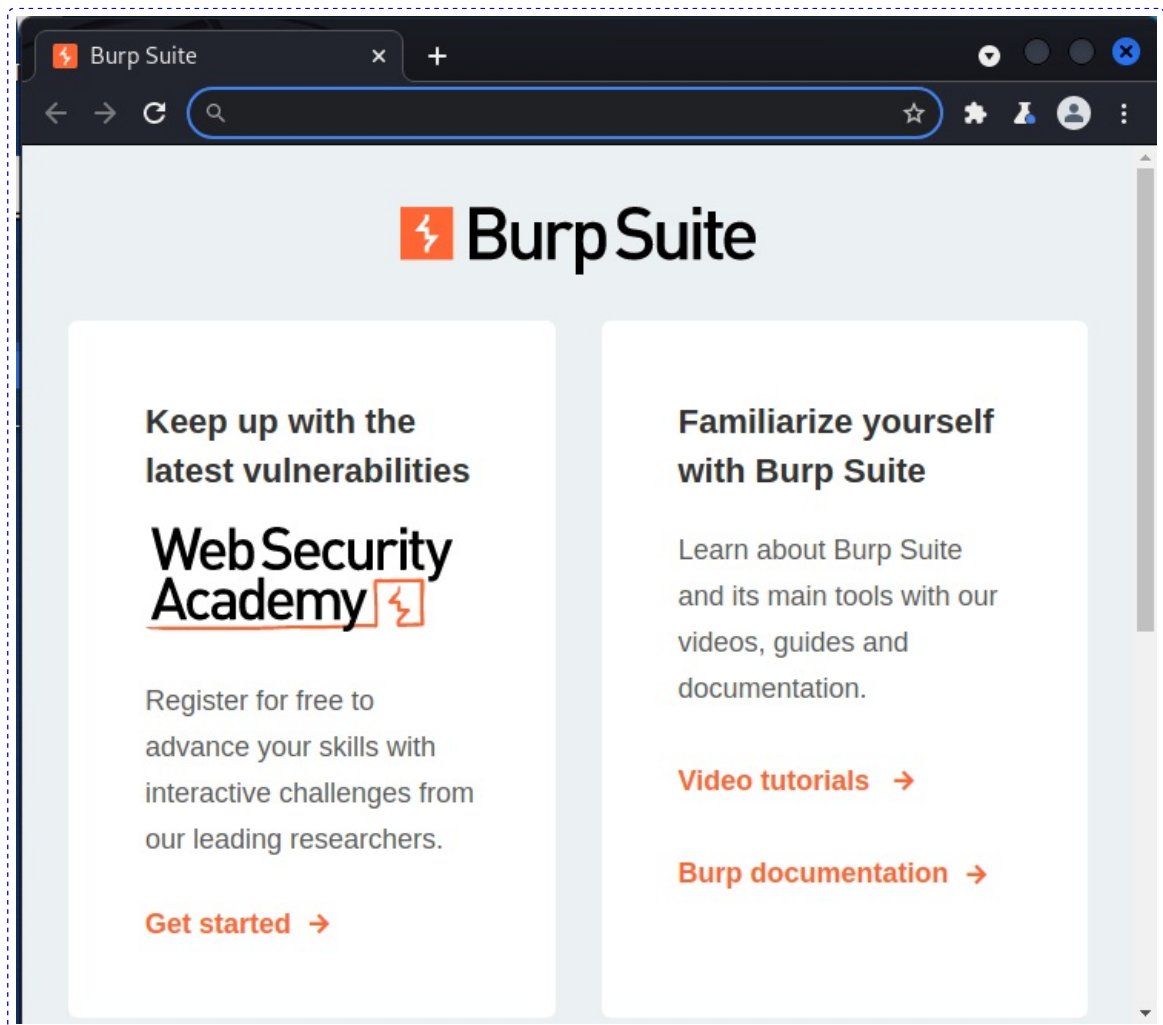 Burp Suite
Burp Suite
Keep up with the
latest vulnerabilities
Web Security
Academy
Register for free to
advance your skills with
interactive challenges from
our leading researchers.
Get started
Familiarize yourself
with Burp Suite
Learn about Burp Suite
and its main tools with our
videos, guides and
documentation.
Video tutorials
Burp documentation